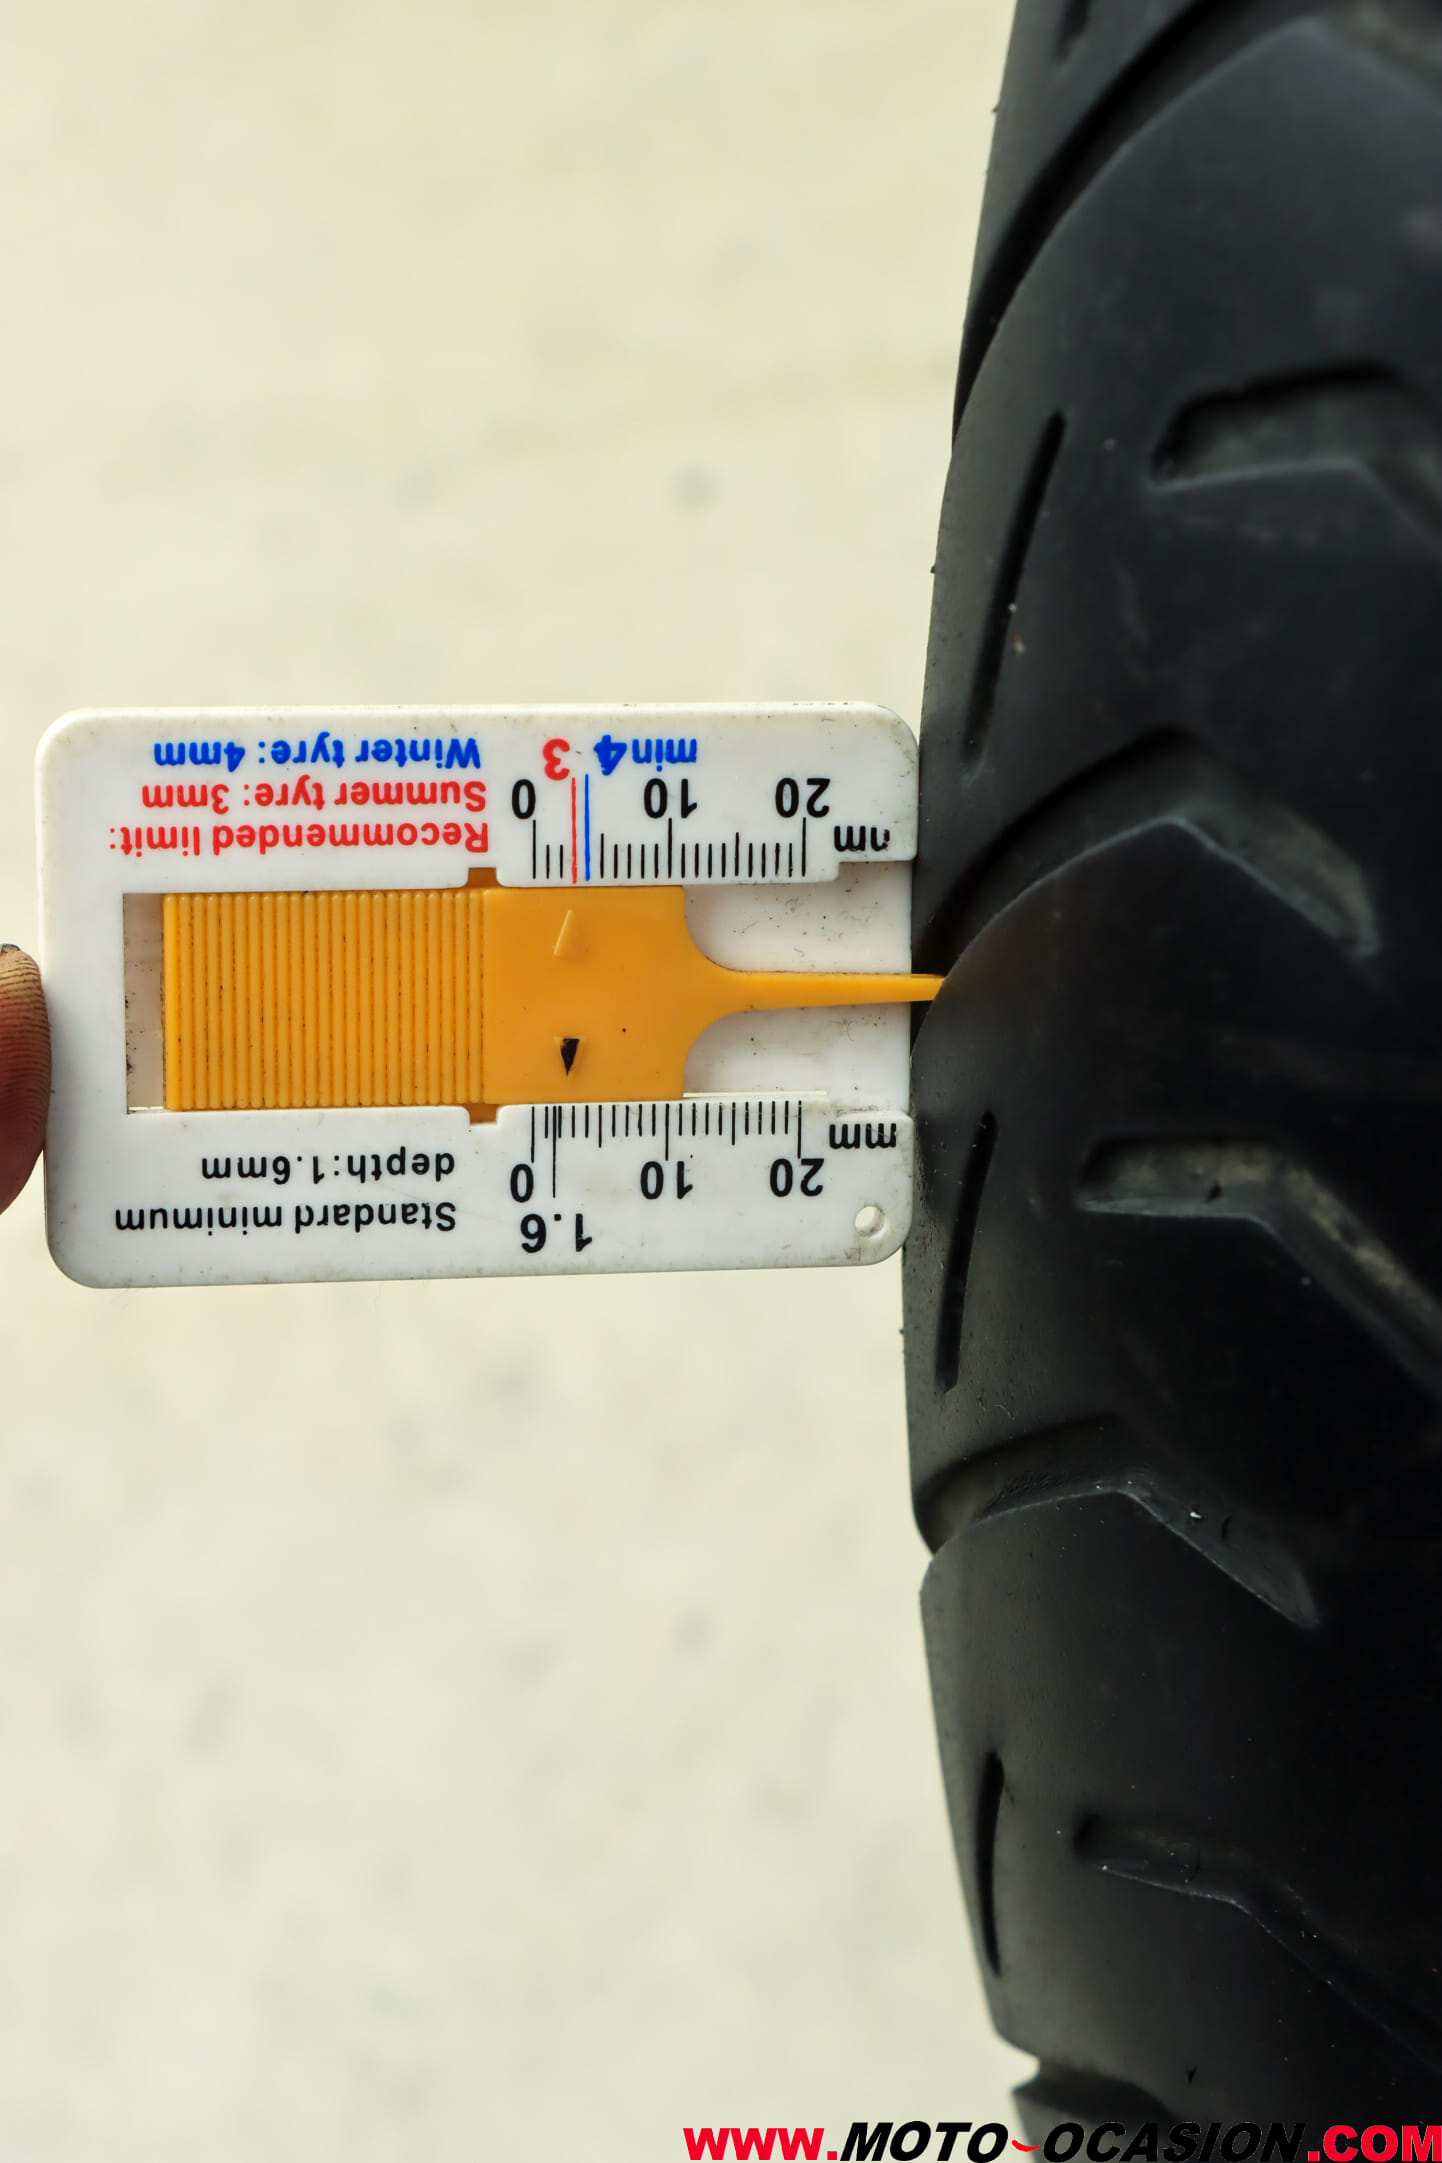 1.6 Standard minimum
20 10 0 depth:1.6mm
mm
mm
20 10 0 Recommended limit:
Summer tyre: 3mm
min4 3 Winter tyre: 4mm
WWW.MOTO-OCASION.COM